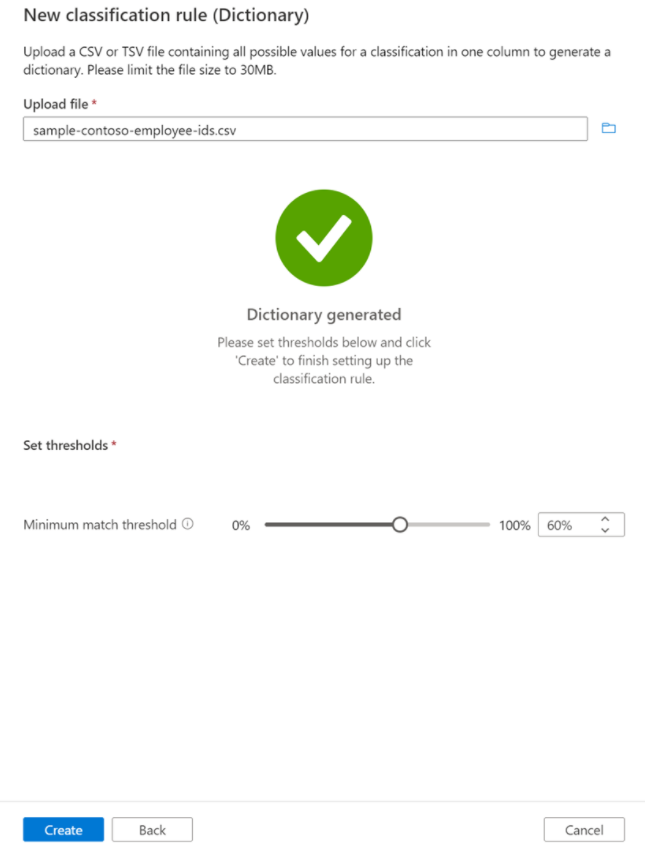 New classification rule (Dictionary)
Upload a CSV or TSV file containing all possible values for a classification in one column to generate a
dictionary. Please limit the file size to 30MB.
Upload file *
sample-contoso-employee-ids.csv
Dictionary generated
Please set thresholds below and click
'Create' to finish setting up the
classification rule.
Set thresholds *
Minimum match threshold 0% 100% 60%
Create Back Cancel